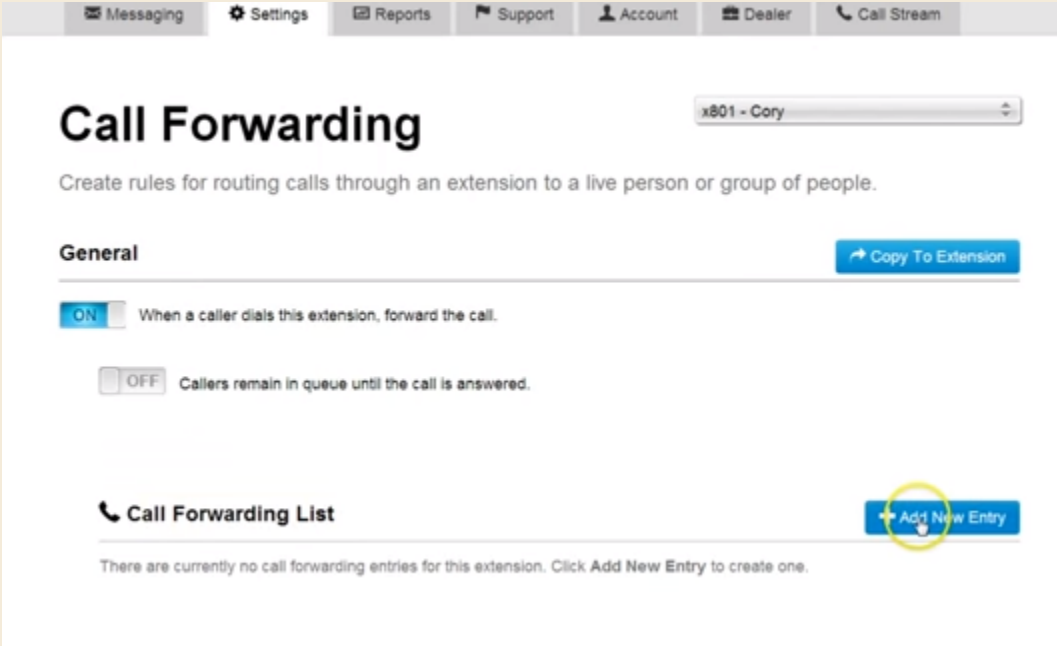 Messaging Settings Reports Support Account Dealer Call Stream
Call Forwarding
x801 - Cory
Create rules for routing calls through an extension to a live person or group of people.
General
Copy To Extension
ON When a caller dials this extension, forward the call.
OFF Callers remain in queue until the call is answered.
Call Forwarding List
Add New Entry
There are currently no call forwarding entries for this extension. Click Add New Entry to create one.